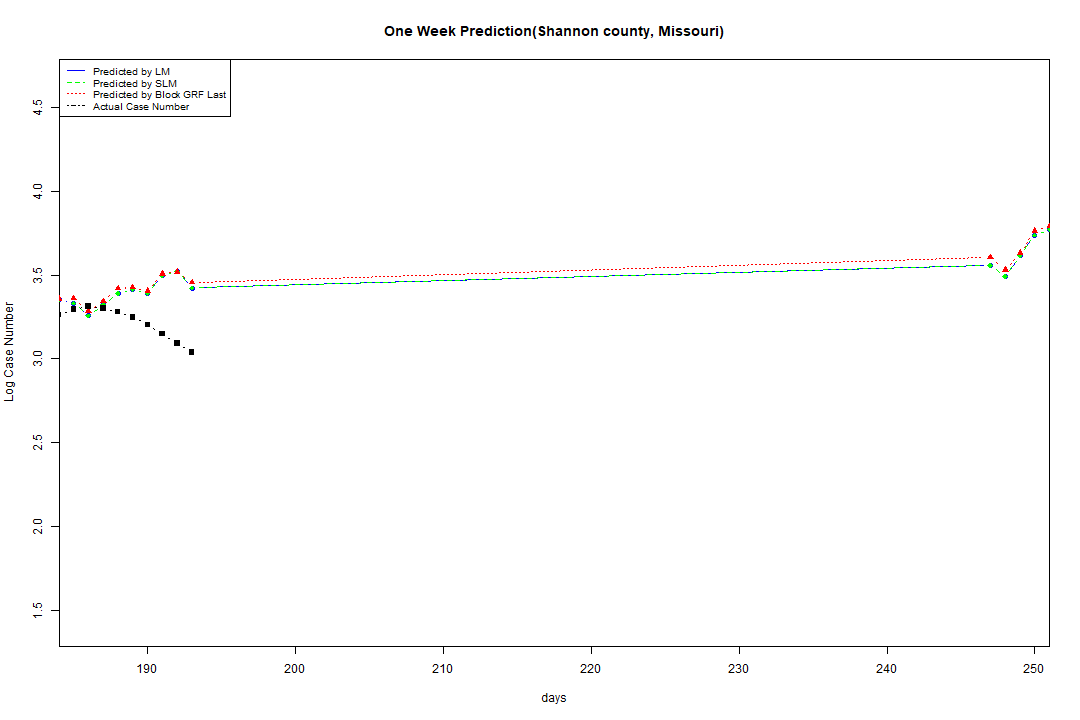 One Week Prediction(Shannon county, Missouri)
Predicted by LM
Predicted by SLM
Predicted by Block GRF Last
Actual Case Number
4.5
4.0
3.5
3.0
2.5
2.0
1.5
Log Case Number
190
200
210
220
230
240
250
days